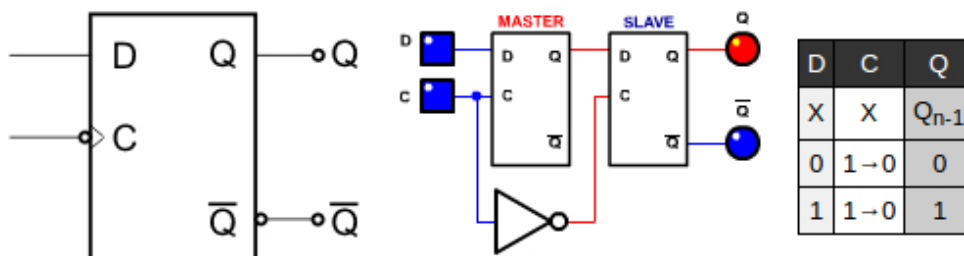 D Q Q
C
Q̅ Q̅
MASTER SLAVE Q
D D Q D Q
C C C
Q̅ Q̅ Q̅
D C Q
X X Qn-1
0 1→0 0
1 1→0 1